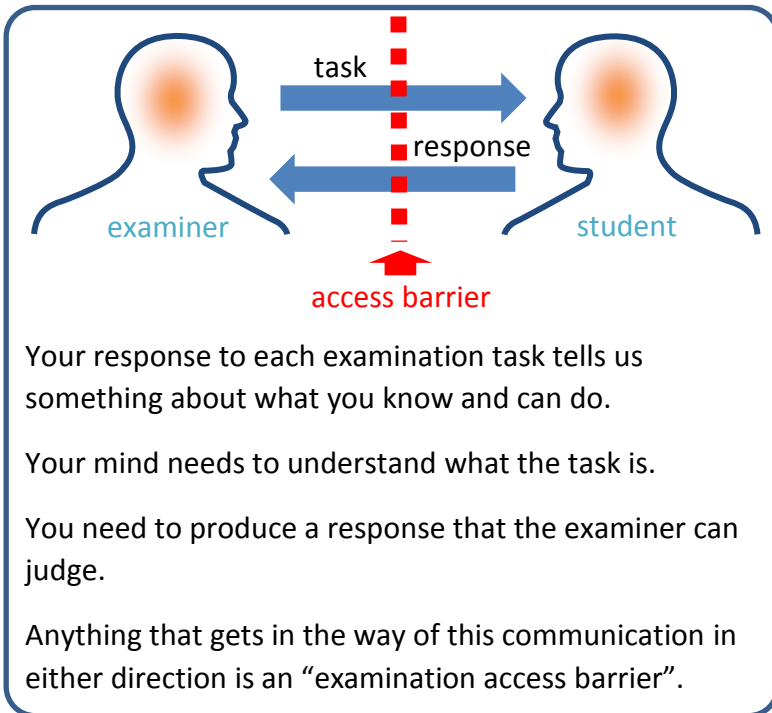 task
response
examiner
student
access barrier
Your response to each examination task tells us
something about what you know and can do.
Your mind needs to understand what the task is.
You need to produce a response that the examiner can
judge.
Anything that gets in the way of this communication in
either direction is an “examination access barrier”.